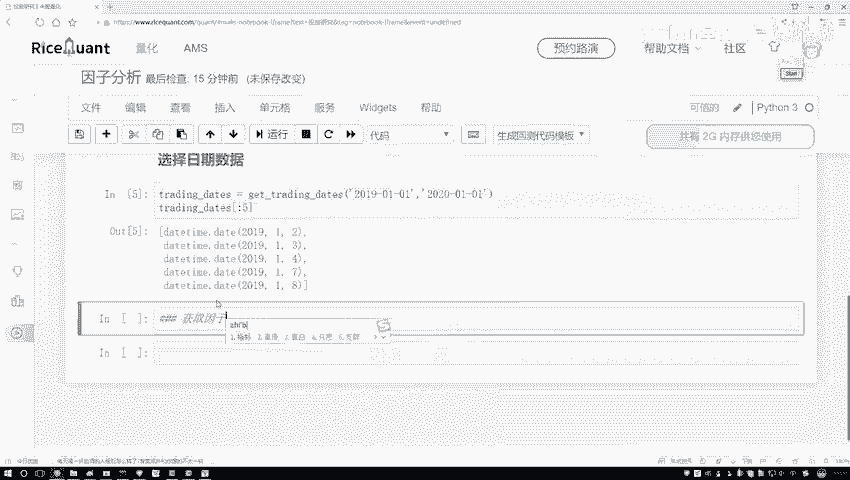 RiceQuant 量化 AMS 预约路演 帮助文档 社区
因子分析 最后检查: 15 分钟前 (未保存改变)
文件 编辑 查看 插入 单元格 服务 Widgets 帮助 可信的 Python 3
运行 代码 生成回测代码模板 共有 2G 内存供您使用
选择日期数据
In [5]: trading_dates = get_trading_dates('2019-01-01','2020-01-01')
trading_dates[:5]
Out[5]: [datetime.date(2019, 1, 2),
datetime.date(2019, 1, 3),
datetime.date(2019, 1, 4),
datetime.date(2019, 1, 7),
datetime.date(2019, 1, 8)]
In [ ]: ### 获取因子
zhi'b
In [ ]: